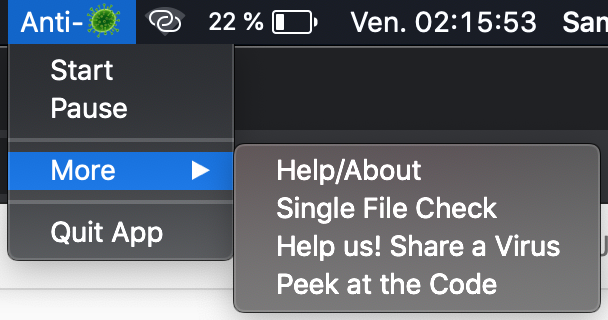 Anti- 22 % Ven. 02:15:53 Sam
Start
Pause
More
Quit App
Help/About
Single File Check
Help us! Share a Virus
Peek at the Code